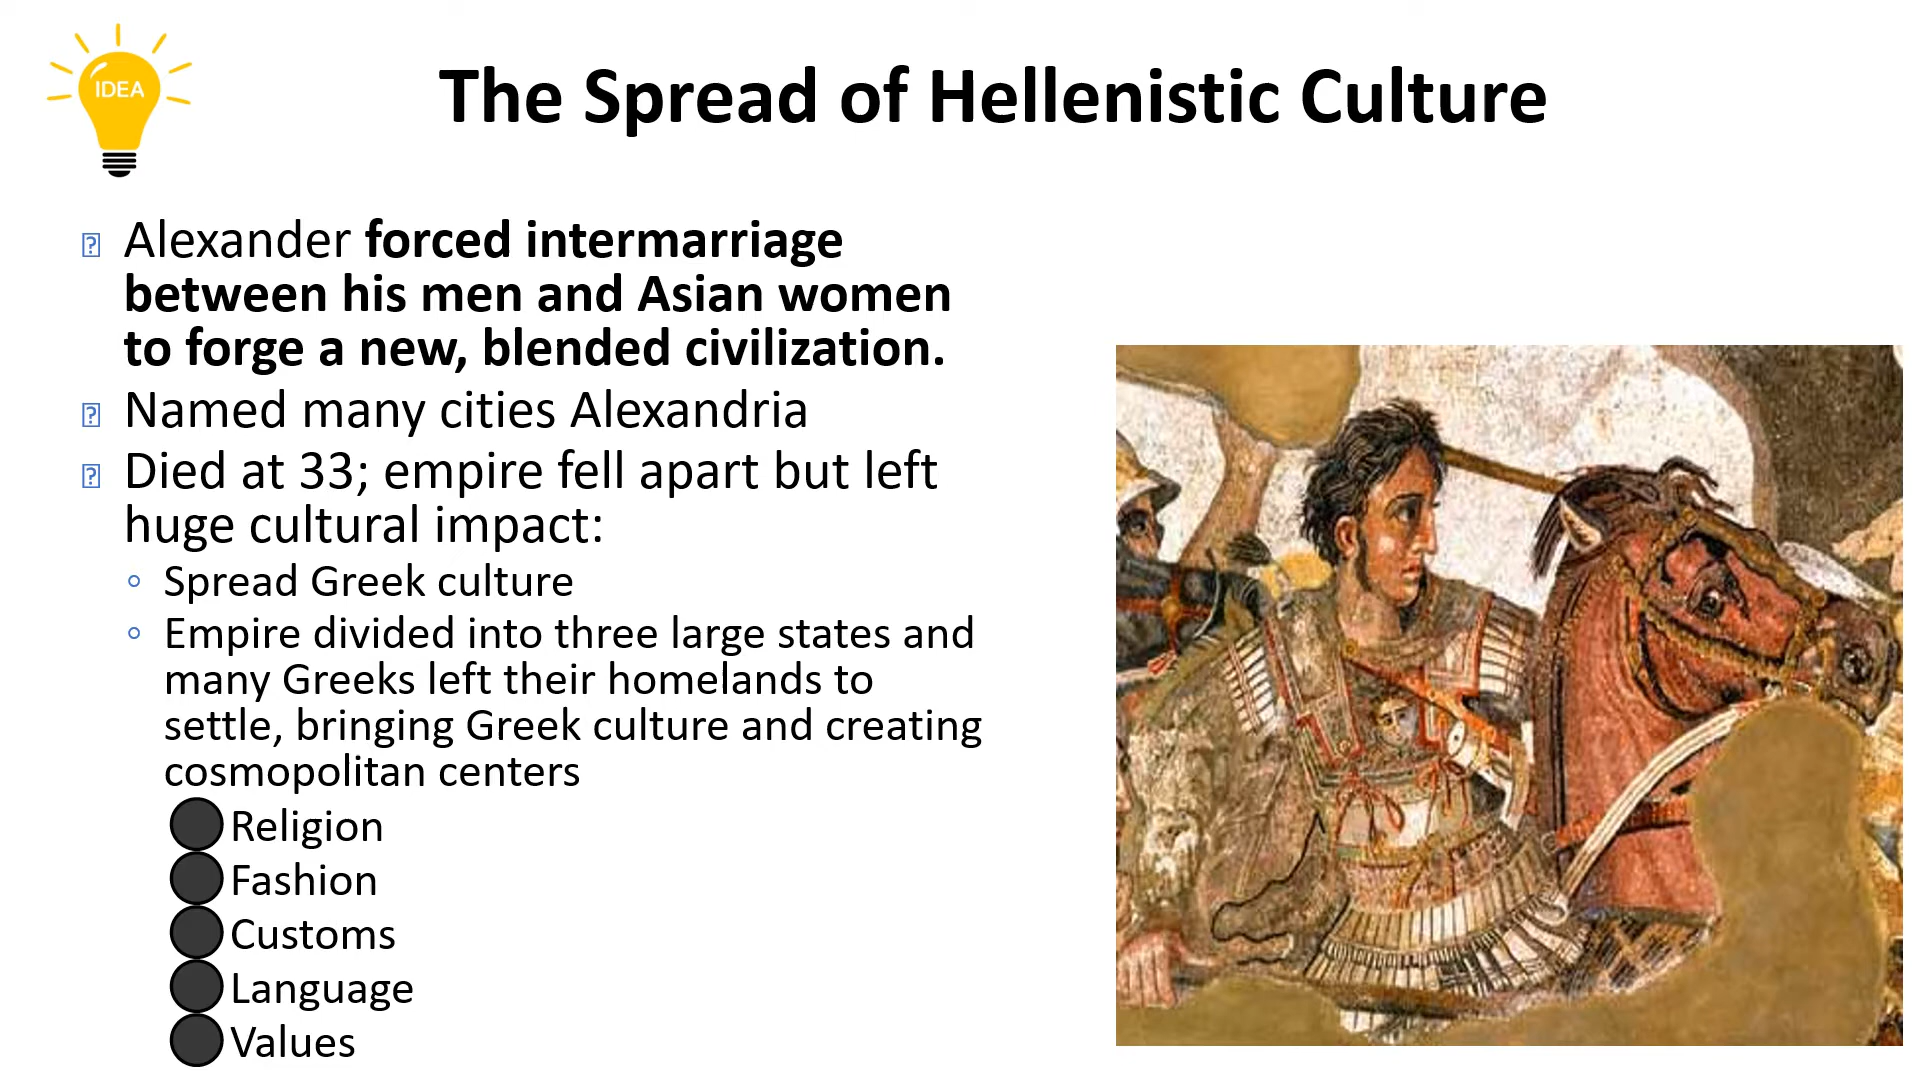 IDEA
The Spread of Hellenistic Culture
Alexander forced intermarriage
between his men and Asian women
to forge a new, blended civilization.
Named many cities Alexandria
Died at 33; empire fell apart but left
huge cultural impact:
Spread Greek culture
Empire divided into three large states and
many Greeks left their homelands to
settle, bringing Greek culture and creating
cosmopolitan centers
Religion
Fashion
Customs
Language
Values